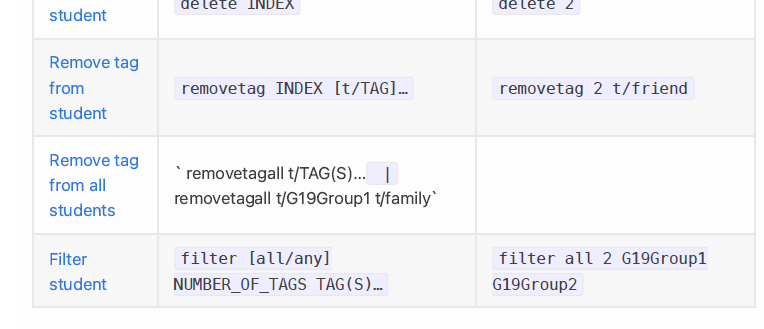 student
delete INDEX
delete 2
Remove tag
from
student
removetag INDEX [t/TAG]…
removetag 2 t/friend
Remove tag
from all
students
` removetagall t/TAG(S)… |
removetagall t/G19Group1 t/family`
Filter
student
filter [all/any]
NUMBER_OF_TAGS TAG(S)…
filter all 2 G19Group1
G19Group2